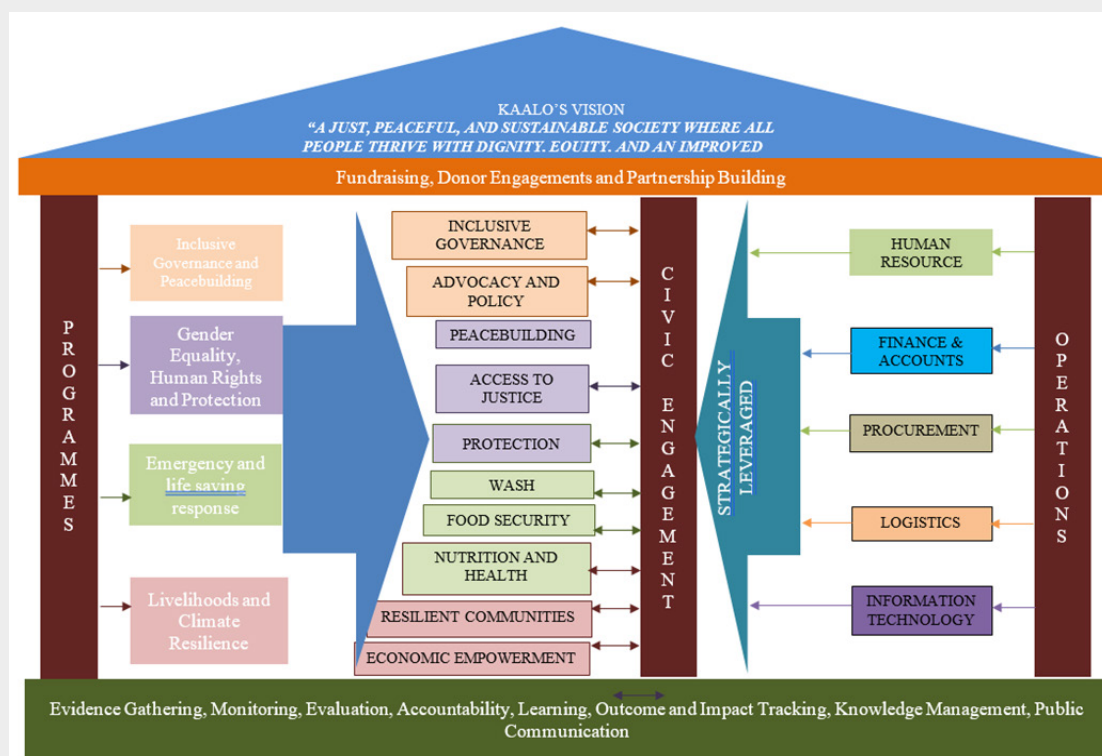 KAALO'S VISION
"A JUST, PEACEFUL, AND SUSTAINABLE SOCIETY WHERE ALL
PEOPLE THRIVE WITH DIGNITY, EQUITY, AND AN IMPROVED
Fundraising, Donor Engagements and Partnership Building
PROGRAMMES
Inclusive
Governance and
Peacebuilding
Gender
Equality,
Human Rights
and Protection
Emergency and
life saving
response
Livelihoods and
Climate
Resilience
INCLUSIVE
GOVERNANCE
ADVOCACY AND
POLICY
PEACEBUILDING
ACCESS TO
JUSTICE
PROTECTION
WASH
FOOD SECURITY
NUTRITION AND
HEALTH
RESILIENT COMMUNITIES
ECONOMIC EMPOWERMENT
CIVIC ENGAGEMENT
STRATEGICALLY
LEVERAGED
HUMAN
RESOURCE
FINANCE &
ACCOUNTS
PROCUREMENT
LOGISTICS
INFORMATION
TECHNOLOGY
OPERATIONS
Evidence Gathering, Monitoring, Evaluation, Accountability, Learning, Outcome and Impact Tracking, Knowledge Management, Public
Communication